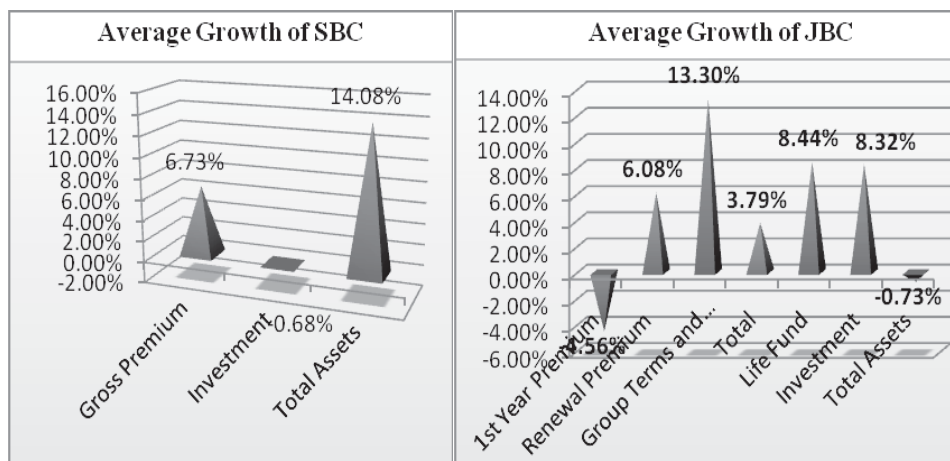 Average Growth of SBC
16.00%
14.00%
12.00%
10.00%
8.00%
6.00%
4.00%
2.00%
0.00%
-2.00%
6.73%
-0.68%
14.08%
Gross Premium
Investment
Total Assets
Average Growth of JBC
14.00%
12.00%
10.00%
8.00%
6.00%
4.00%
2.00%
0.00%
-2.00%
-4.00%
-6.00%
-4.56%
6.08%
13.30%
3.79%
8.44%
8.32%
-0.73%
1st Year Premium
Renewal Premium
Group Terms and...
Total
Life Fund
Investment
Total Assets